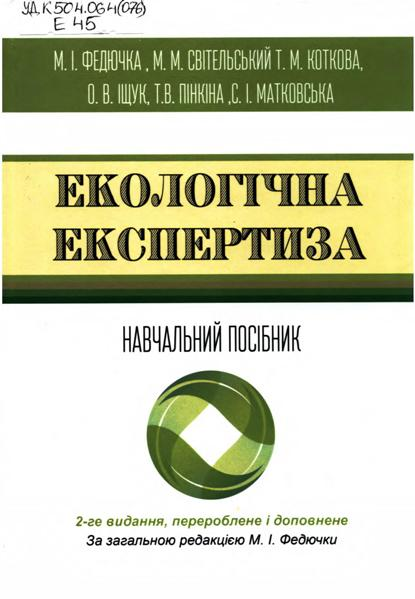 УДК 504.064(076)
Е 45
М. І. ФЕДЮЧКА , М. М. СВІТЕЛЬСЬКИЙ Т. М. КОТКОВА,
О. В. ІЩУК, Т.В. ПІНКІНА ,С. І. МАТКОВСЬКА
ЕКОЛОГІЧНА
ЕКСПЕРТИЗА
НАВЧАЛЬНИЙ ПОСІБНИК
2-ге видання, перероблене і доповнене
За загальною редакцією М. І. Федючки